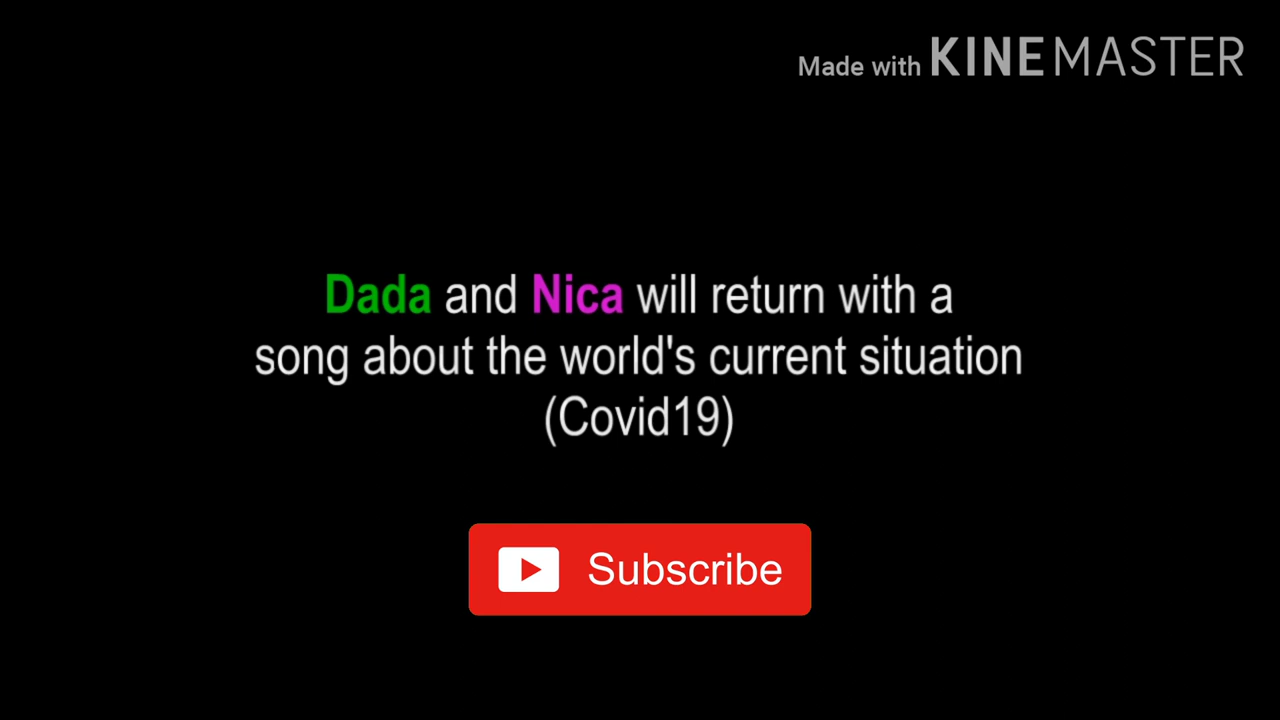 Made with KINEMASTER
Dada and Nica will return with a
song about the world's current situation
(Covid19)
Subscribe